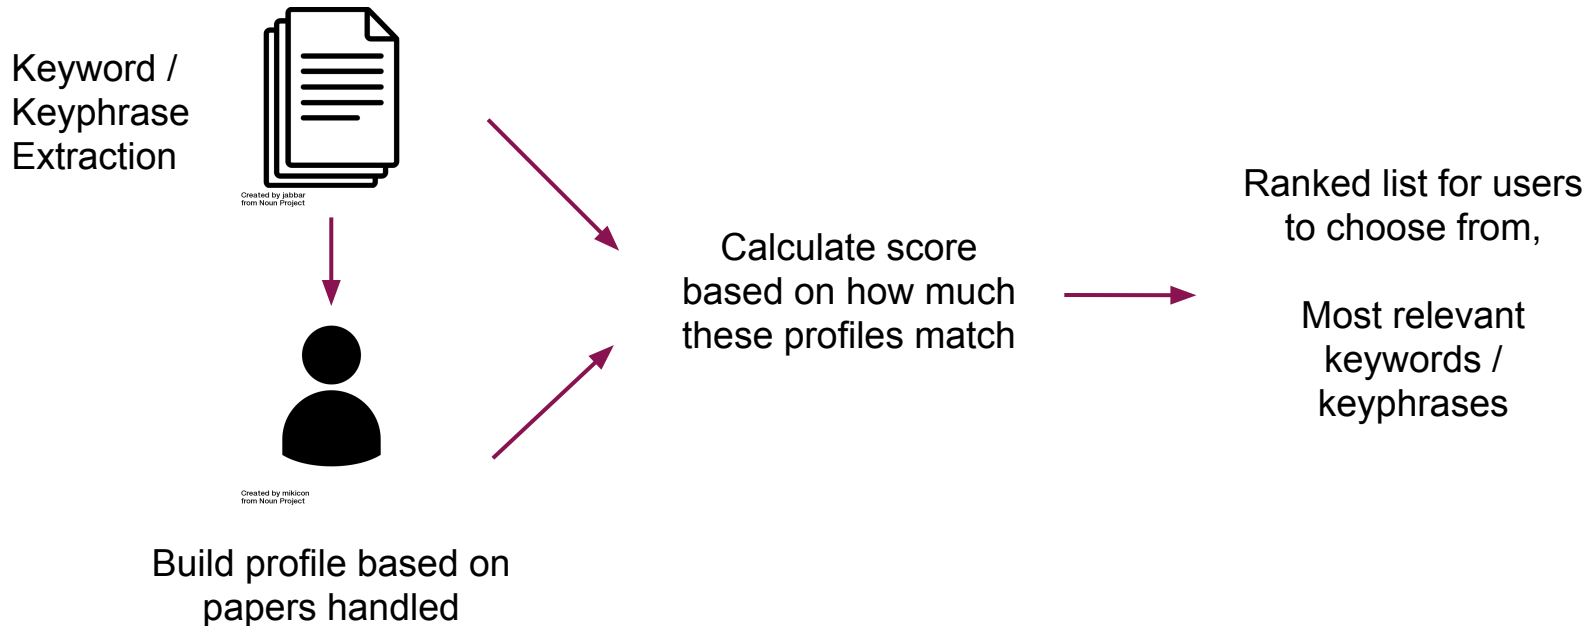 Keyword /
Keyphrase
Extraction
Created by jabbar
from Noun Project
Created by mikicon
from Noun Project
Build profile based on
papers handled
Calculate score
based on how much
these profiles match
Ranked list for users
to choose from,
Most relevant
keywords /
keyphrases